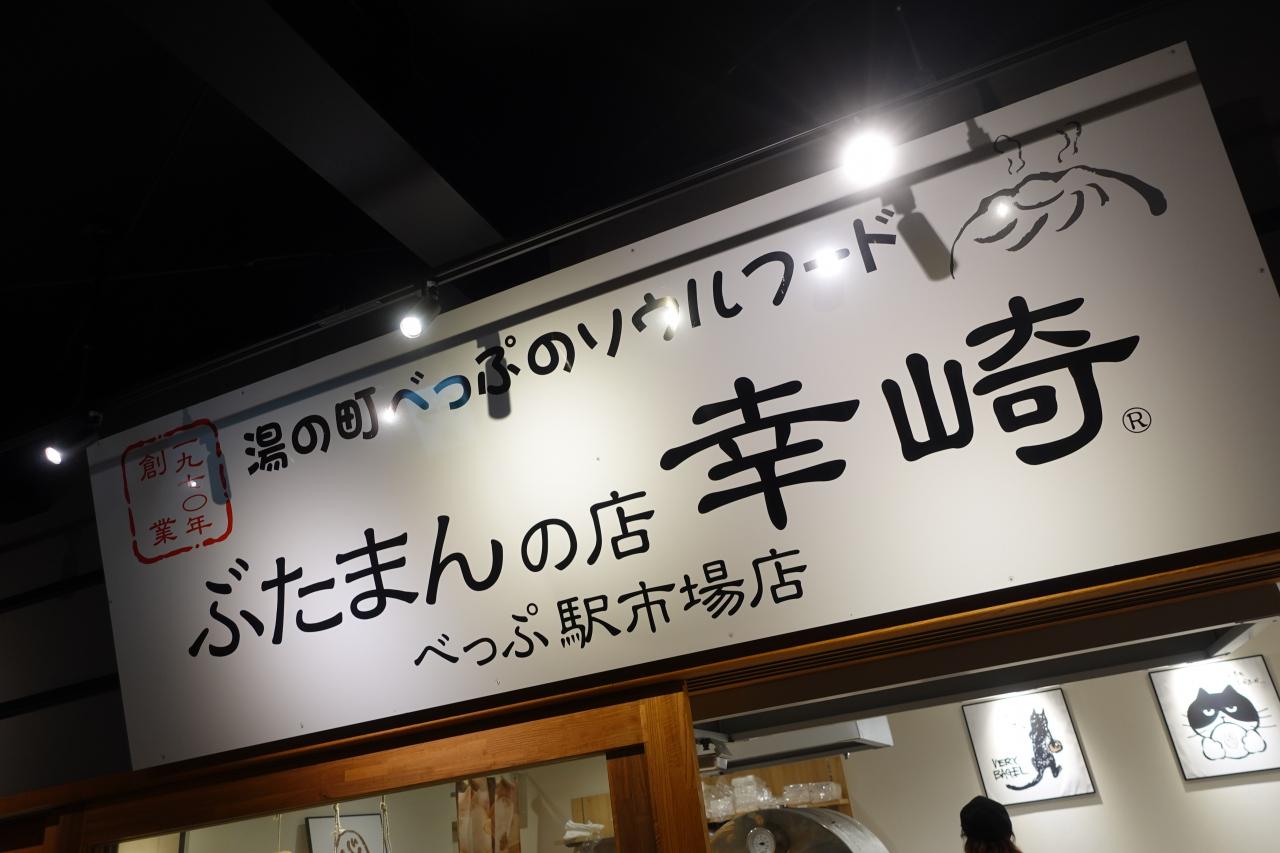 湯の町べっぷのソウルフード
創業
一九七〇年
ぶたまんの店 幸崎®
べっぷ駅市場店
VERY
BAGEL